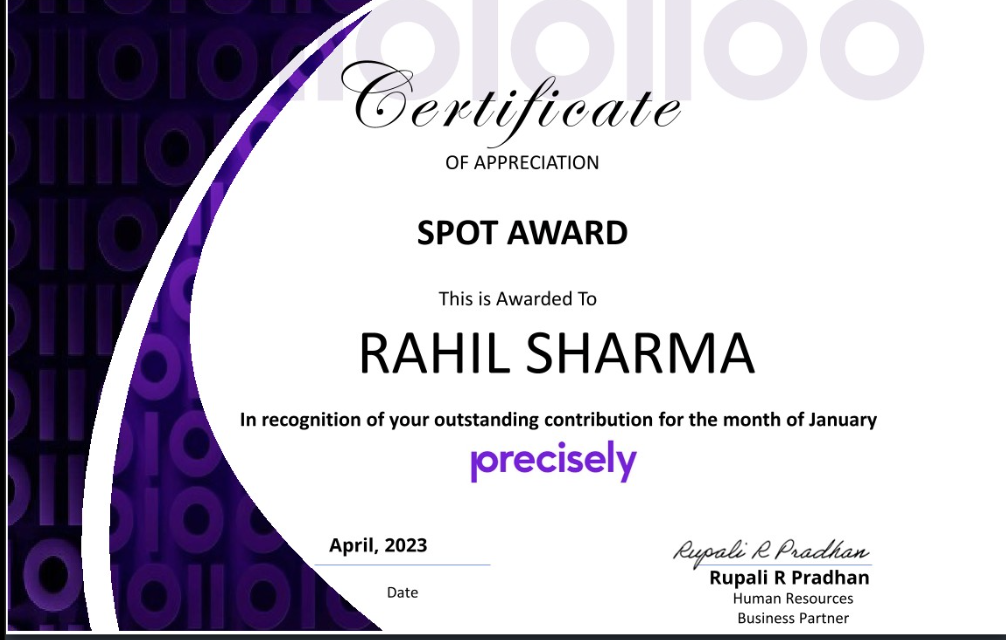 Certificate
OF APPRECIATION
SPOT AWARD
This is Awarded To
RAHIL SHARMA
In recognition of your outstanding contribution for the month of January
precisely
April, 2023
Date
Rupali R Pradhan
Rupali R Pradhan
Human Resources
Business Partner